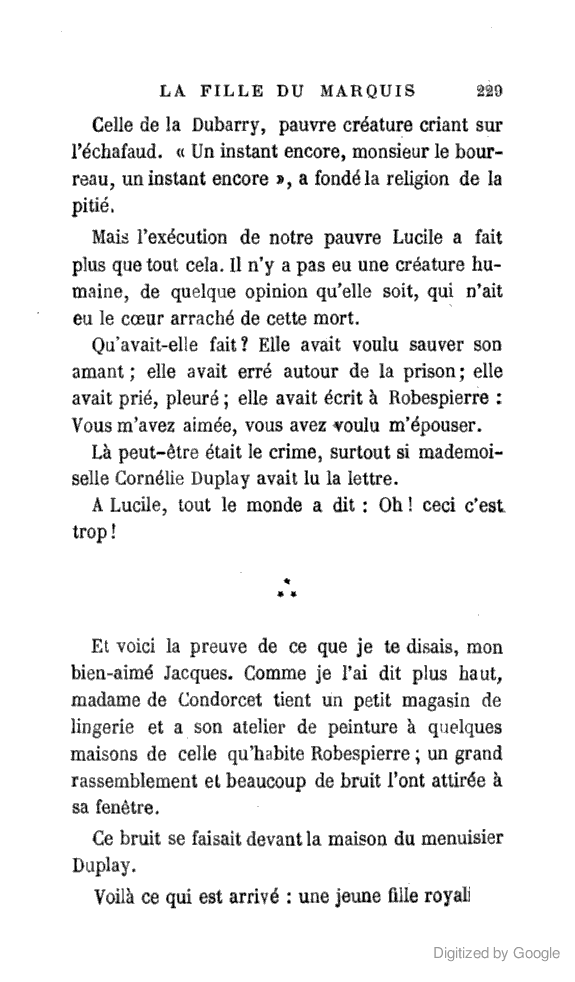 LA FILLE DU MARQUIS 229
Celle de la Dubarry, pauvre créature criant sur
l'échafaud. « Un instant encore, monsieur le bour-
reau, un instant encore », a fondé la religion de la
pitié.
Mais l'exécution de notre pauvre Lucile a fait
plus que tout cela. Il n'y a pas eu une créature hu-
maine, de quelque opinion qu'elle soit, qui n'ait
eu le cœur arraché de cette mort.
Qu'avait-elle fait ? Elle avait voulu sauver son
amant ; elle avait erré autour de la prison ; elle
avait prié, pleuré ; elle avait écrit à Robespierre :
Vous m'avez aimée, vous avez voulu m'épouser.
Là peut-être était le crime, surtout si mademoi-
selle Cornélie Duplay avait lu la lettre.
A Lucile, tout le monde a dit : Oh ! ceci c'est
trop !
⁂
Et voici la preuve de ce que je te disais, mon
bien-aimé Jacques. Comme je l'ai dit plus haut,
madame de Condorcet tient un petit magasin de
lingerie et a son atelier de peinture à quelques
maisons de celle qu'habite Robespierre ; un grand
rassemblement et beaucoup de bruit l'ont attirée à
sa fenêtre.
Ce bruit se faisait devant la maison du menuisier
Duplay.
Voilà ce qui est arrivé : une jeune fille royali
Digitized by Google